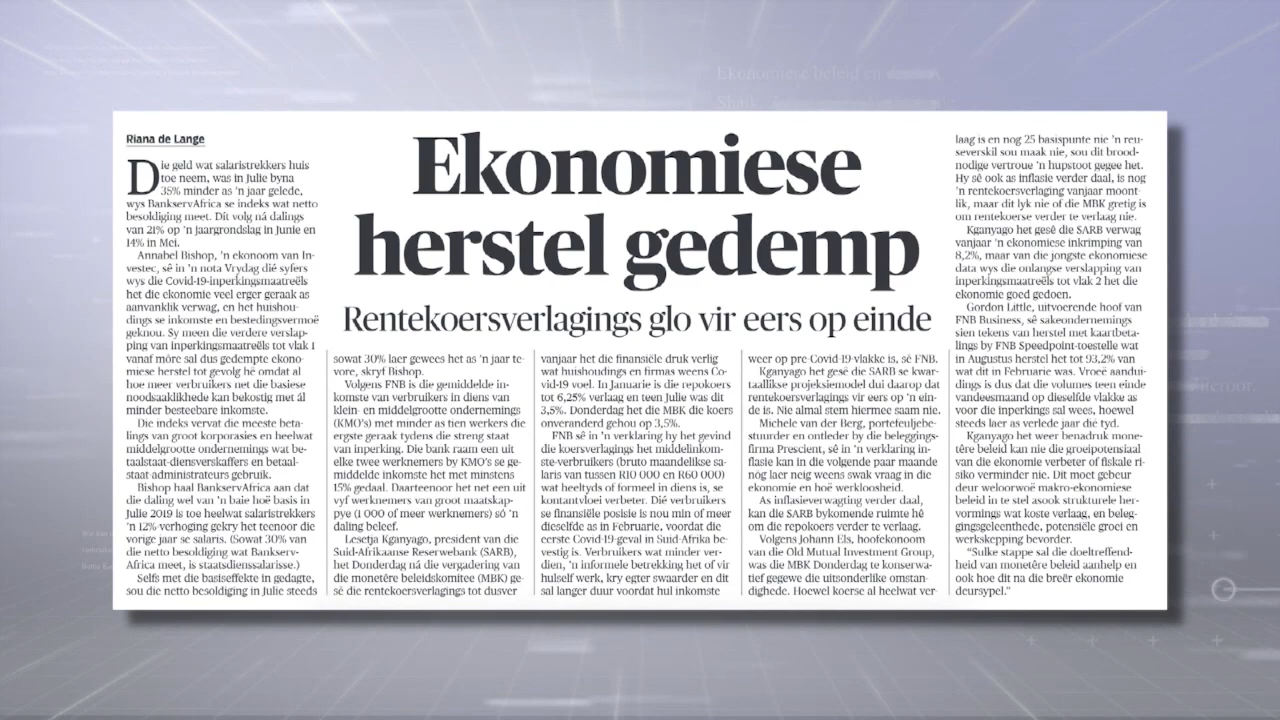 Riana de Lange
Ekonomiese
herstel gedemp
Rentekoersverlagings glo vir eers op einde
Die geld wat salaristrekkers huis
toe neem, was in Julie byna
35% minder as 'n jaar gelede,
wys BankservAfrica se indeks wat netto
besoldiging meet. Dit volg ná dalings
van 21% op 'n jaargrondslag in Junie en
14% in Mei.
Annabel Bishop, 'n ekonoom van In-
vestec, sê in 'n nota Vrydag dié syfers
wys die Covid-19-inperkingsmaatreëls
het die ekonomie veel erger geraak as
aanvanklik verwag, en het huishou-
dings se inkomste en bestedingsvermoë
geknou. Sy meen die verdere verslap-
ping van inperkingsmaatreëls tot vlak 1
vanaf môre sal dus gedempte ekono-
miese herstel tot gevolg hê omdat al
hoe meer verbruikers net die basiese
noodsaaklikhede kan bekostig met ál
minder besteebare inkomste.
Die indeks vervat die meeste beta-
lings van groot korporasies en heelwat
middelgrootte ondernemings wat be-
taalstaat-diensverskaffers en betaal-
staat administrateurs gebruik.
Bishop haal BankservAfrica aan dat
die daling wel van 'n baie hoë basis in
Julie 2019 is toe heelwat salaristrekkers
'n 12%-verhoging gekry het teenoor die
vorige jaar se salaris. (Sowat 30% van
die netto besoldiging wat Bankserv-
Africa meet, is staatsdienssalarisse.)
Selfs met die basiseffekte in gedagte,
sou die netto besoldiging in Julie steeds
sowat 30% laer gewees het as 'n jaar te-
vore, skryf Bishop.
Volgens FNB is die gemiddelde in-
komste van verbruikers in diens van
klein- en middelgrootte ondernemings
(KMO's) met minder as tien werkers die
ergste geraak tydens die streng staat
van inperking. Die bank raam een uit
elke twee werknemers by KMO's se ge-
middelde inkomste het met minstens
15% gedaal. Daarteenoor het net een uit
vyf werknemers van groot maatskap-
pye (1 000 of meer werknemers) só 'n
daling beleef.
Lesetja Kganyago, president van die
Suid-Afrikaanse Reserwebank (SARB),
het Donderdag ná die vergadering van
die monetêre beleidskomitee (MBK) ge-
sê die rentekoersverlagings tot dusver
vanjaar het die finansiële druk verlig
wat huishoudings en firmas weens Co-
vid-19 voel. In Januarie is die repokoers
tot 6,25% verlaag en teen Julie was dit
3,5%. Donderdag het die MBK die koers
onveranderd gehou op 3,5%.
FNB sê in 'n verklaring hy het gevind
die koersverlagings het middelinkom-
ste-verbruikers (bruto maandelikse sa-
laris van tussen R10 000 en R60 000)
wat heeltyds of formeel in diens is, se
kontantvloei verbeter. Dié verbruikers
se finansiële posisie is nou min of meer
dieselfde as in Februarie, voordat die
eerste Covid-19-geval in Suid-Afrika be-
vestig is. Verbruikers wat minder ver-
dien, 'n informele betrekking het of vir
hulself werk, kry egter swaarder en dit
sal langer duur voordat hul inkomste
weer op pre-Covid-19-vlakke is, sê FNB.
Kganyago het gesê die SARB se kwar-
taallikse projeksiemodel dui daarop dat
rentekoersverlagings vir eers op 'n ein-
de is. Nie almal stem hiermee saam nie.
Michele van der Berg, portefeuljebe-
stuurder en ontleder by die beleggings-
firma Prescient, sê in 'n verklaring in-
flasie kan in die volgende paar maande
nóg laer neig weens swak vraag in die
ekonomie en hoë werkloosheid.
As inflasieverwagting verder daal,
kan die SARB bykomende ruimte hê
om die repokoers verder te verlaag.
Volgens Johann Els, hoofekonoom
van die Old Mutual Investment Group,
was die MBK Donderdag te konserwa-
tief gegewe die uitsonderlike omstan-
dighede. Hoewel koerse al heelwat ver-
laag is en nog 25 basispunte nie 'n reu-
severskil sou maak nie, sou dit brood-
nodige vertroue 'n hupstoot gegee het.
Hy sê ook as inflasie verder daal, is nog
'n rentekoersverlaging vanjaar moont-
lik, maar dit lyk nie of die MBK gretig is
om rentekoerse verder te verlaag nie.
Kganyago het gesê die SARB verwag
vanjaar 'n ekonomiese inkrimping van
8,2%, maar van die jongste ekonomiese
data wys die onlangse verslapping van
inperkingsmaatreëls tot vlak 2 het die
ekonomie goed gedoen.
Gordon Little, uitvoerende hoof van
FNB Business, sê sakeondernemings
sien tekens van herstel met kaartbeta-
lings by FNB Speedpoint-toestelle wat
in Augustus herstel het tot 93,2% van
wat dit in Februarie was. Vroeë aandui-
dings is dus dat die volumes teen einde
vandeesmaand op dieselfde vlakke as
voor die inperkings sal wees, hoewel
steeds laer as verlede jaar dié tyd.
Kganyago het weer benadruk mone-
têre beleid kan nie die groeipotensiaal
van die ekonomie verbeter of fiskale ri-
siko verminder nie. Dit moet gebeur
deur weloorwoë makro-ekonomiese
beleid in te stel asook strukturele her-
vormings wat koste verlaag, en beleg-
gingsgeleenthede, potensiële groei en
werkskepping bevorder.
"Sulke stappe sal die doeltreffend-
heid van monetêre beleid aanhelp en
ook hoe dit na die breër ekonomie
deursypel."
Ekonomiese beleid en